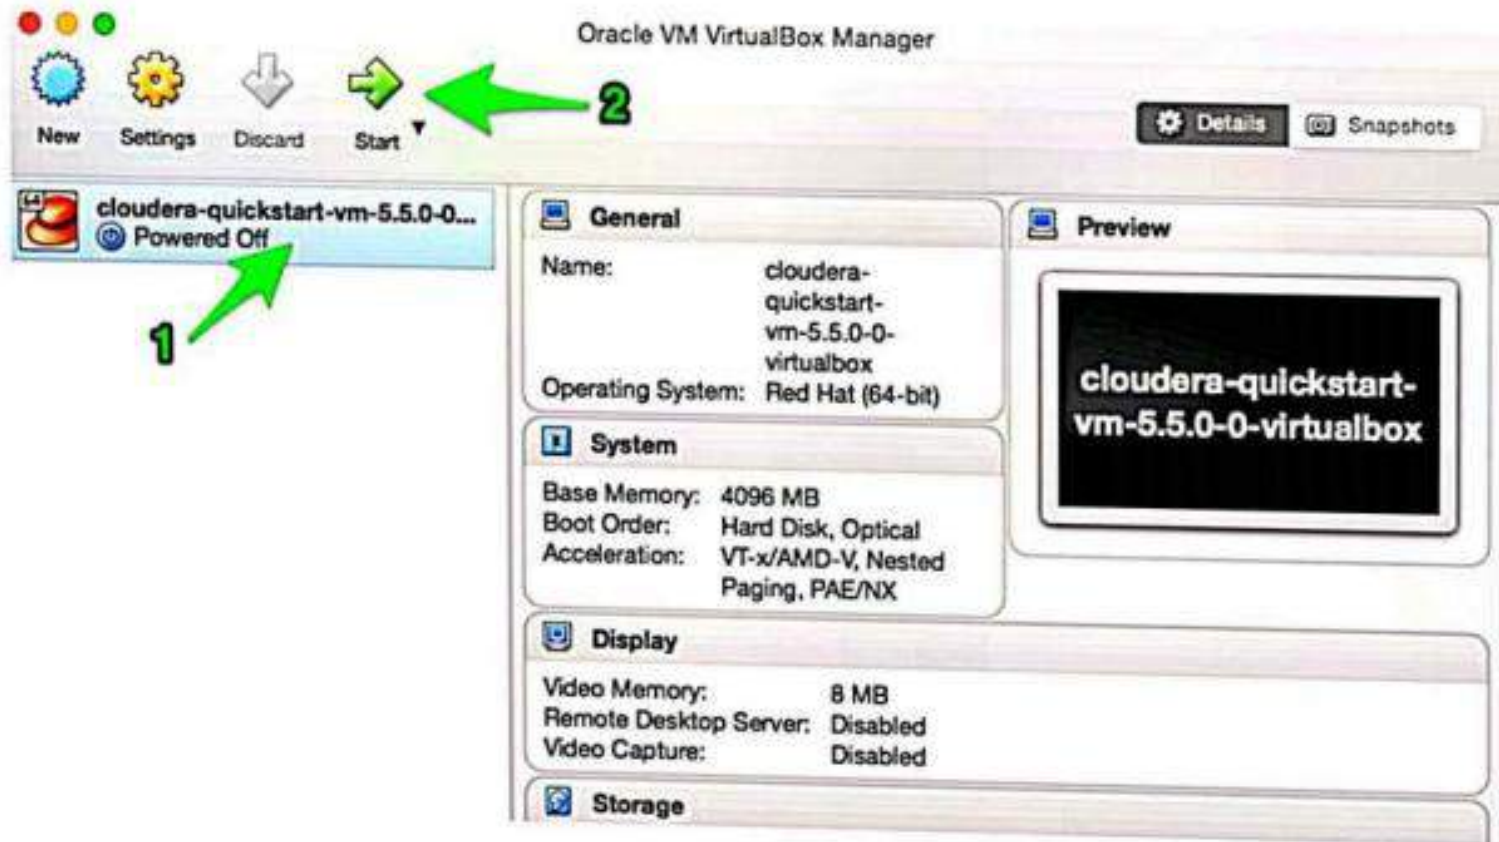 Oracle VM VirtualBox Manager
New
Settings
Discard
Start
2
Details
Snapshots
64
cloudera-quickstart-vm-5.5.0-0...
Powered Off
1
General
Name: cloudera-
quickstart-
vm-5.5.0-0-
virtualbox
Operating System: Red Hat (64-bit)
System
Base Memory: 4096 MB
Boot Order: Hard Disk, Optical
Acceleration: VT-x/AMD-V, Nested
Paging, PAE/NX
Preview
cloudera-quickstart-
vm-5.5.0-0-virtualbox
Display
Video Memory: 8 MB
Remote Desktop Server: Disabled
Video Capture: Disabled
Storage